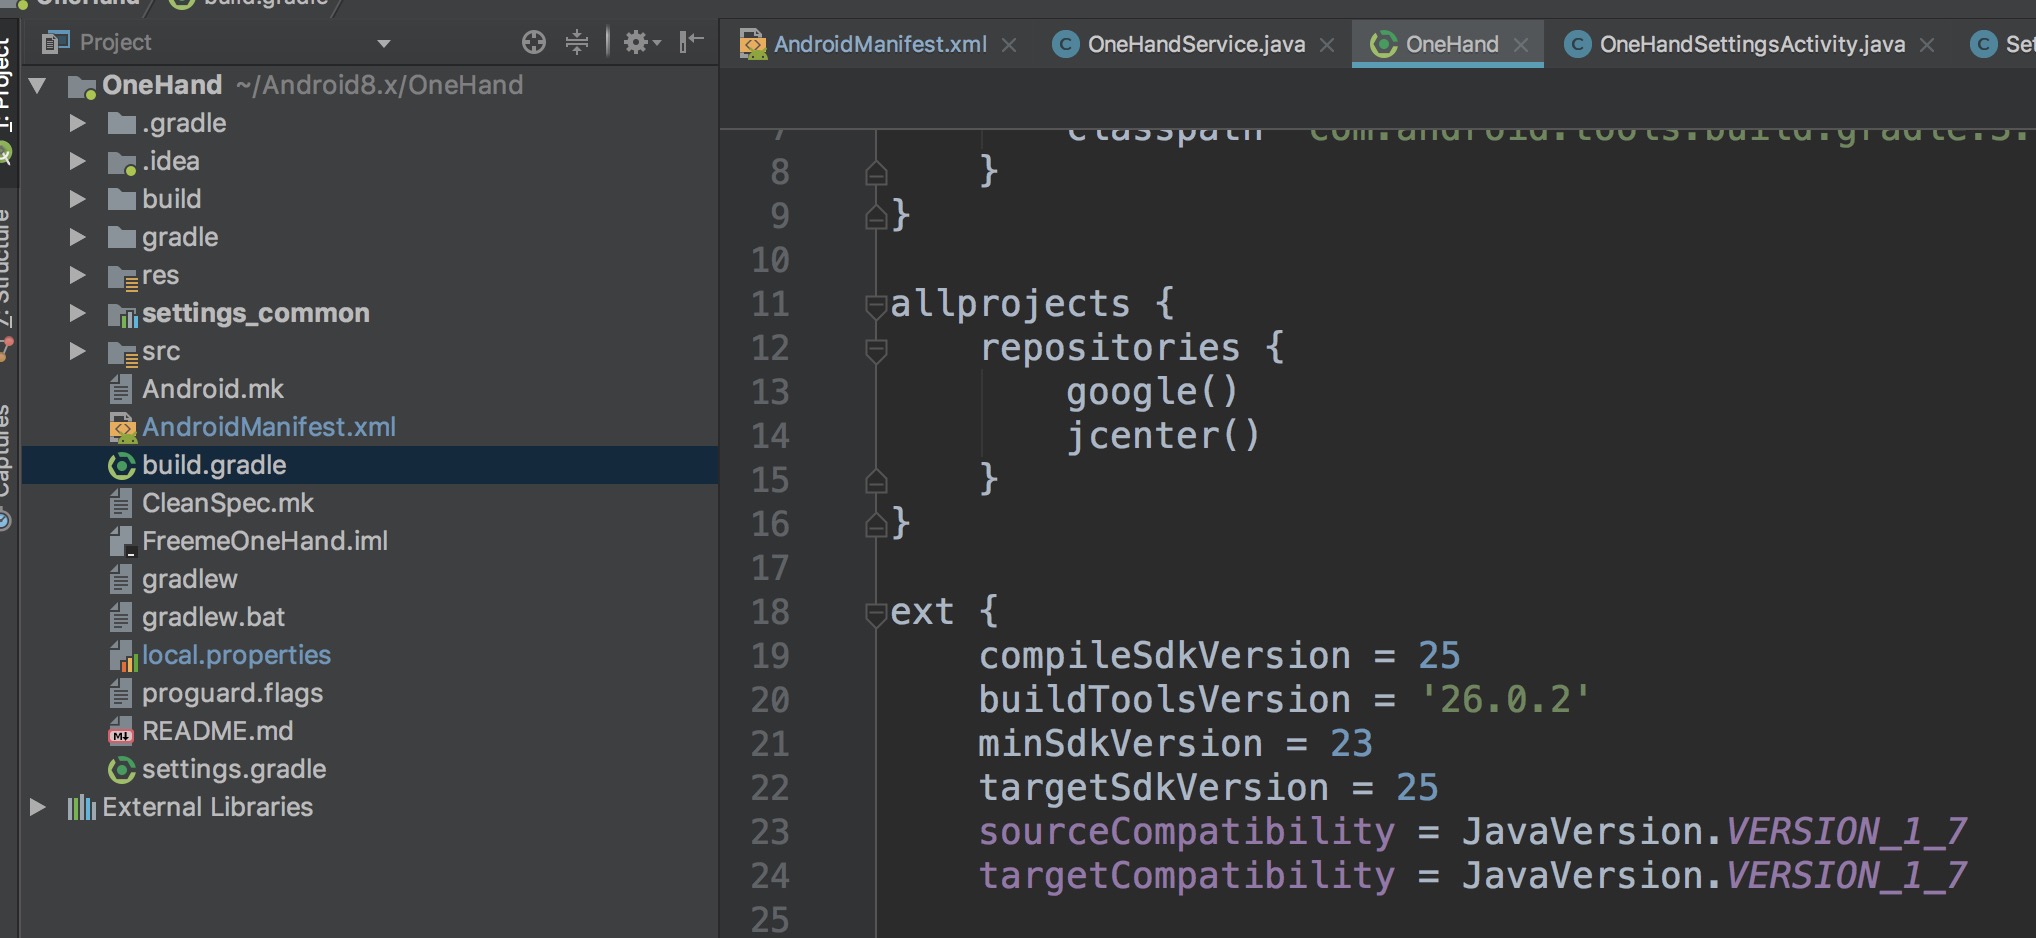 OneHand build.gradle
1: Project
Z: Structure
Captures
Project
OneHand ~/Android8.x/OneHand
.gradle
.idea
build
gradle
res
settings_common
src
Android.mk
AndroidManifest.xml
build.gradle
CleanSpec.mk
FreemeOneHand.iml
gradlew
gradlew.bat
local.properties
proguard.flags
README.md
settings.gradle
External Libraries
AndroidManifest.xml OneHandService.java OneHand OneHandSettingsActivity.java Set
7 classpath 'com.android.tools.build:gradle:3.
8 }
9 }
10
11 allprojects {
12 repositories {
13 google()
14 jcenter()
15 }
16 }
17
18 ext {
19 compileSdkVersion = 25
20 buildToolsVersion = '26.0.2'
21 minSdkVersion = 23
22 targetSdkVersion = 25
23 sourceCompatibility = JavaVersion.VERSION_1_7
24 targetCompatibility = JavaVersion.VERSION_1_7
25